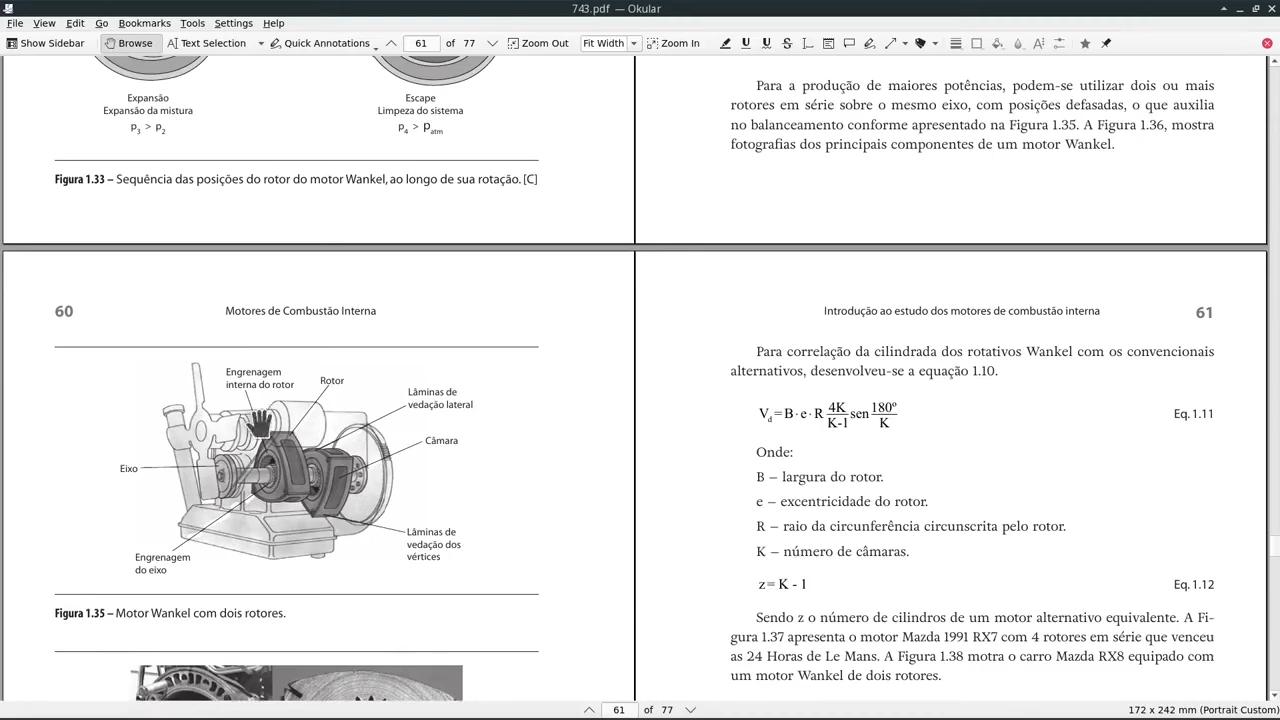 743.pdf — Okular
File View Edit Go Bookmarks Tools Settings Help
Show Sidebar Browse Text Selection Quick Annotations 61 of 77 Zoom Out Fit Width Zoom In
Expansão
Expansão da mistura
p3 > p2
Escape
Limpeza do sistema
p4 > patm
Figura 1.33 – Sequência das posições do rotor do motor Wankel, ao longo de sua rotação. [C]
Para a produção de maiores potências, podem-se utilizar dois ou mais
rotores em série sobre o mesmo eixo, com posições defasadas, o que auxilia
no balanceamento conforme apresentado na Figura 1.35. A Figura 1.36, mostra
fotografias dos principais componentes de um motor Wankel.
60 Motores de Combustão Interna
Engrenagem
interna do rotor
Rotor
Lâminas de
vedação lateral
Câmara
Eixo
Lâminas de
vedação dos
vértices
Engrenagem
do eixo
Figura 1.35 – Motor Wankel com dois rotores.
Introdução ao estudo dos motores de combustão interna 61
Para correlação da cilindrada dos rotativos Wankel com os convencionais
alternativos, desenvolveu-se a equação 1.10.
Vd = B · e · R 4K/K-1 sen 180º/K Eq. 1.11
Onde:
B – largura do rotor.
e – excentricidade do rotor.
R – raio da circunferência circunscrita pelo rotor.
K – número de câmaras.
z = K - 1 Eq. 1.12
Sendo z o número de cilindros de um motor alternativo equivalente. A Fi-
gura 1.37 apresenta o motor Mazda 1991 RX7 com 4 rotores em série que venceu
as 24 Horas de Le Mans. A Figura 1.38 motra o carro Mazda RX8 equipado com
um motor Wankel de dois rotores.
61 of 77
172 x 242 mm (Portrait Custom)